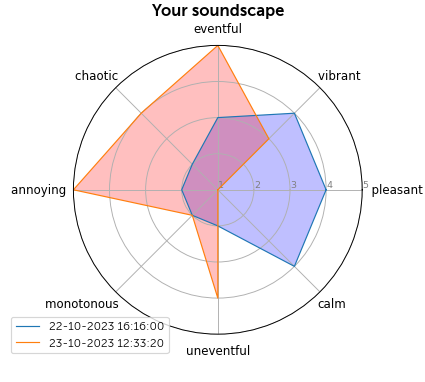 Your soundscape
eventful
chaotic
vibrant
annoying
1 2 3 4 5
pleasant
monotonous
calm
22-10-2023 16:16:00
23-10-2023 12:33:20
uneventful